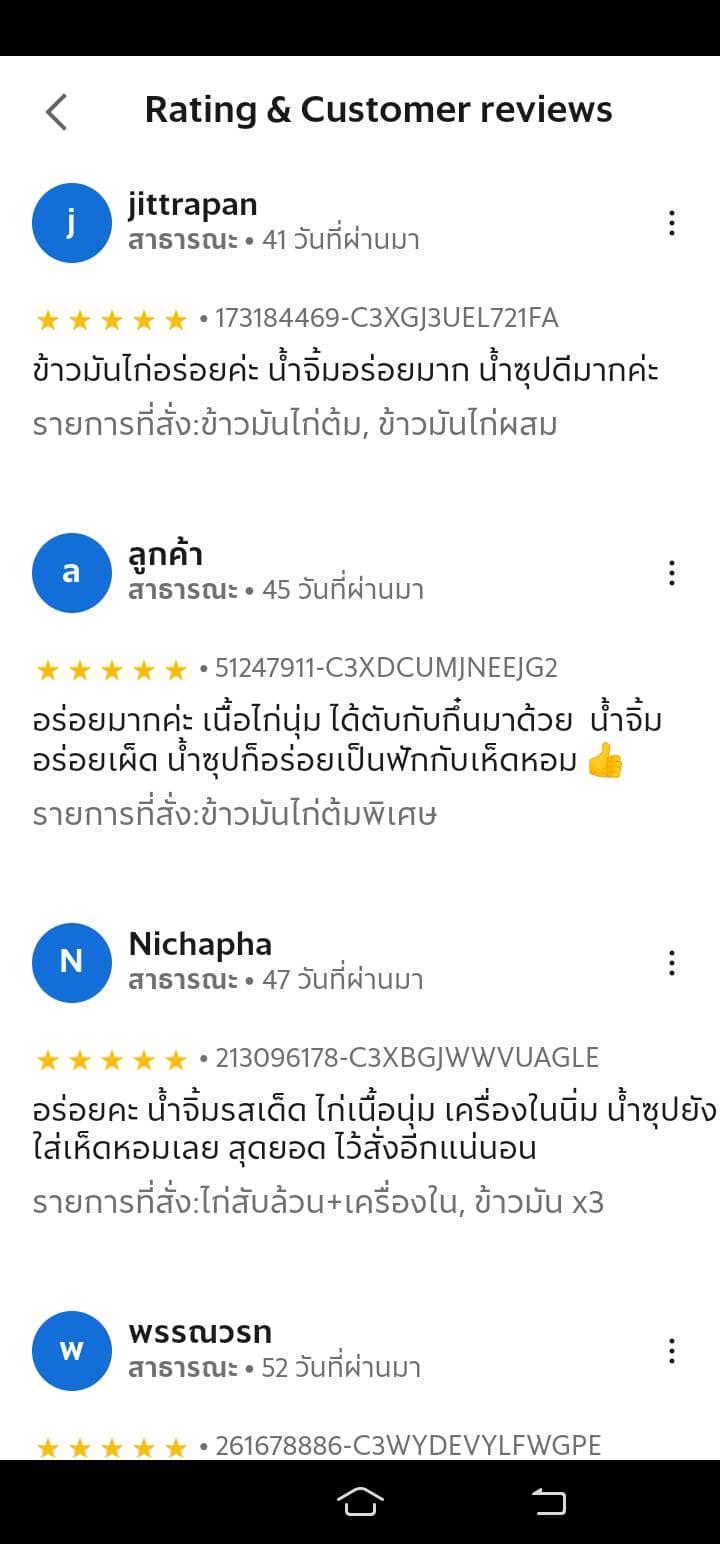 Rating & Customer reviews
j
jittrapan
สาธารณะ • 41 วันที่ผ่านมา
• 173184469-C3XGJ3UEL721FA
ข้าวมันไก่อร่อยค่ะ น้ำจิ้มอร่อยมาก น้ำซุปดีมากค่ะ
รายการที่สั่ง:ข้าวมันไก่ต้ม, ข้าวมันไก่ผสม
ล
ลูกค้า
สาธารณะ • 45 วันที่ผ่านมา
• 51247911-C3XDCUMJNEEJG2
อร่อยมากค่ะ เนื้อไก่นุ่ม ได้ตับกับกึ๋นมาด้วย น้ำจิ้ม
อร่อยเผ็ด น้ำซุปก็อร่อยเป็นฟักกับเห็ดหอม 👍
รายการที่สั่ง:ข้าวมันไก่ต้มพิเศษ
N
Nichapha
สาธารณะ • 47 วันที่ผ่านมา
• 213096178-C3XBGJWWVUAGLE
อร่อยคะ น้ำจิ้มรสเด็ด ไก่เนื้อนุ่ม เครื่องในนิ่ม น้ำซุปยัง
ใส่เห็ดหอมเลย สุดยอด ไว้สั่งอีกแน่นอน
รายการที่สั่ง:ไก่สับล้วน+เครื่องใน, ข้าวมัน x3
พ
พรรณวรท
สาธารณะ • 52 วันที่ผ่านมา
• 261678886-C3WYDEVYLFWGPE